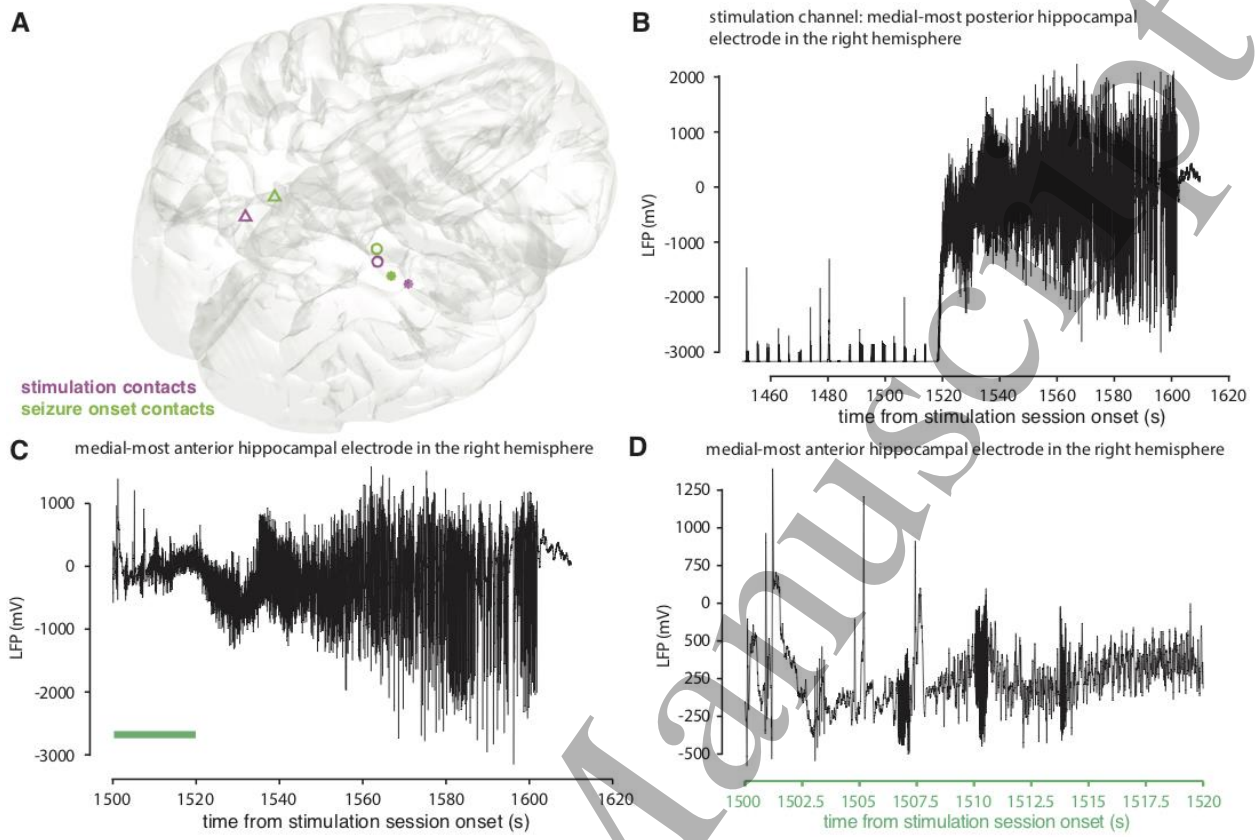 A
stimulation contacts
seizure onset contacts
B
stimulation channel: medial-most posterior hippocampal
electrode in the right hemisphere
LFP (mV)
2000
1000
0
-1000
-2000
-3000
1460 1480 1500 1520 1540 1560 1580 1600 1620
time from stimulation session onset (s)
C
medial-most anterior hippocampal electrode in the right hemisphere
LFP (mV)
1000
0
-1000
-2000
-3000
1500 1520 1540 1560 1580 1600 1620
time from stimulation session onset (s)
D
medial-most anterior hippocampal electrode in the right hemisphere
LFP (mV)
1250
1000
750
0
500
250
-250
-500
1500 1502.5 1505 1507.5 1510 1512.5 1515 1517.5 1520
time from stimulation session onset (s)
Manuscript